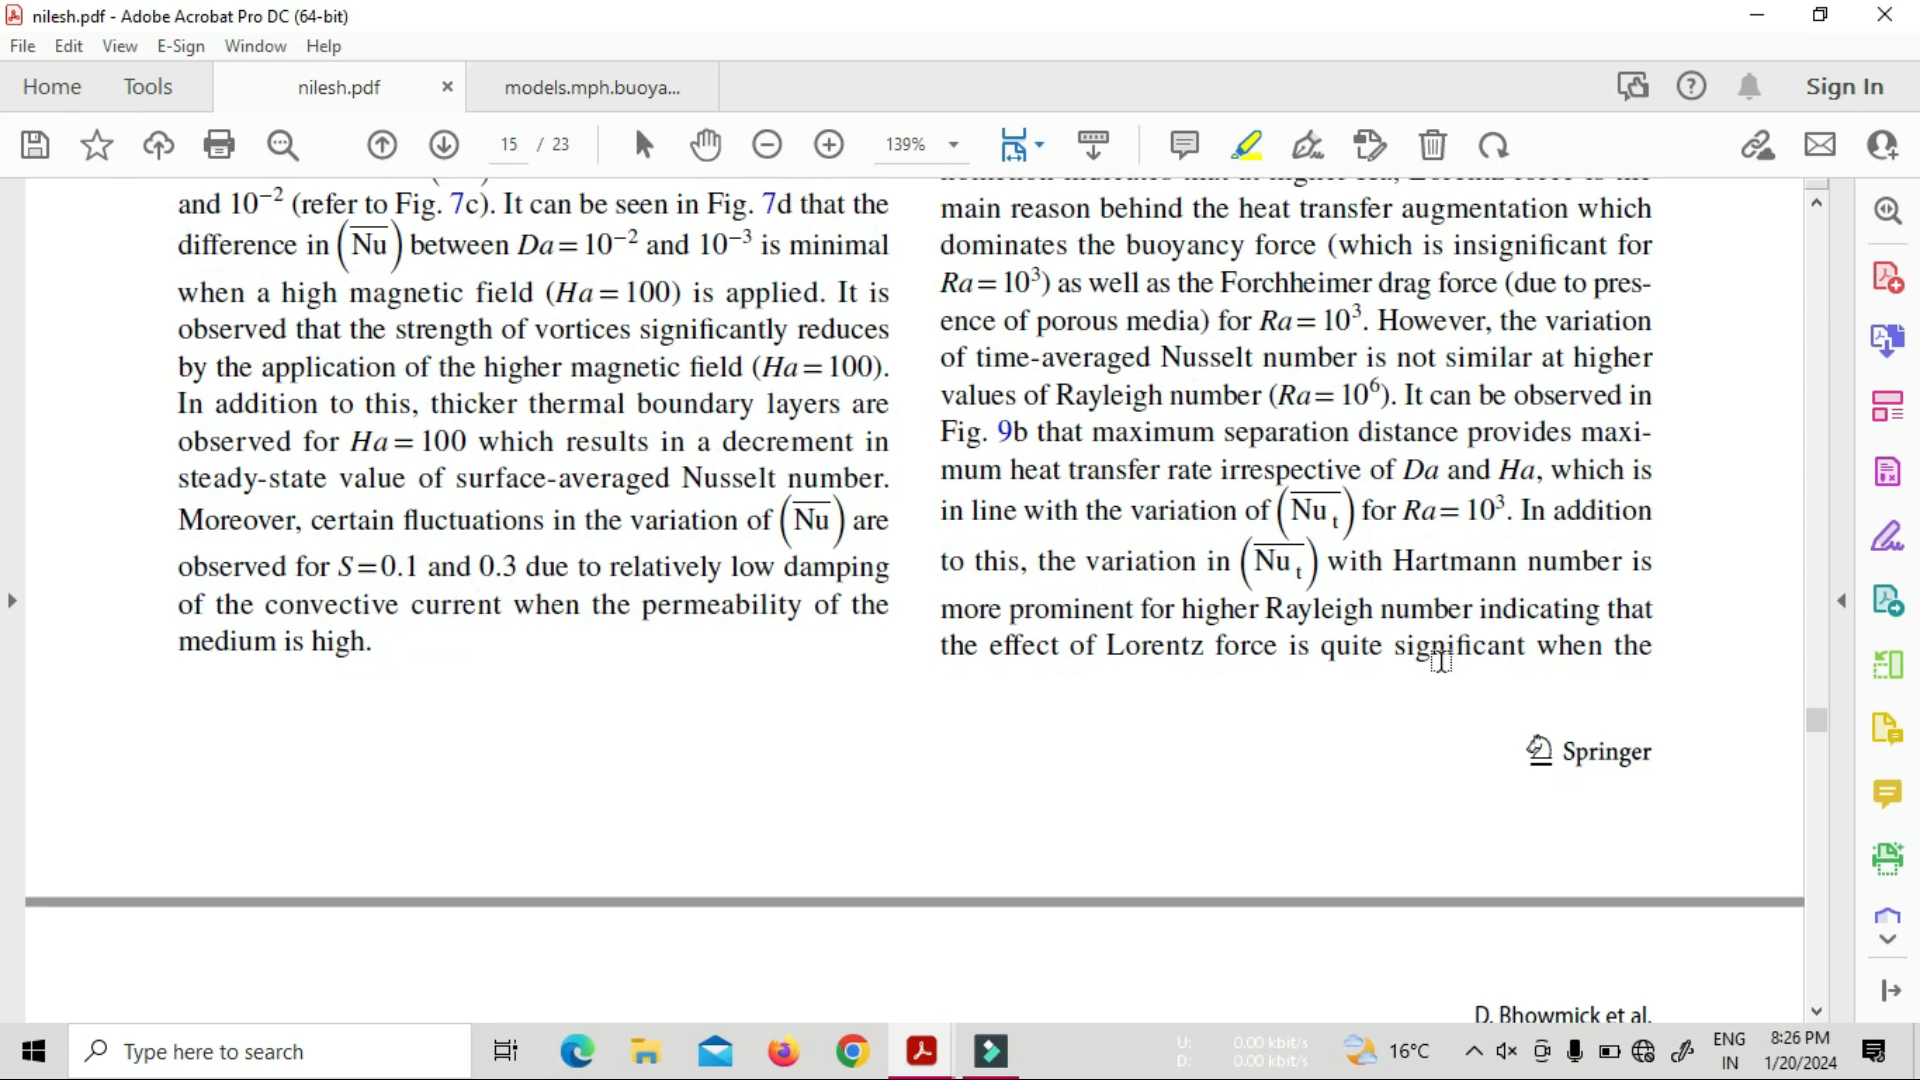 nilesh.pdf - Adobe Acrobat Pro DC (64-bit)
File Edit View E-Sign Window Help
Home Tools nilesh.pdf × models.mph.buoya... Sign In
15 / 23 139%
and 10⁻² (refer to Fig. 7c). It can be seen in Fig. 7d that the
difference in (N̅u̅) between Da = 10⁻² and 10⁻³ is minimal
when a high magnetic field (Ha = 100) is applied. It is
observed that the strength of vortices significantly reduces
by the application of the higher magnetic field (Ha = 100).
In addition to this, thicker thermal boundary layers are
observed for Ha = 100 which results in a decrement in
steady-state value of surface-averaged Nusselt number.
Moreover, certain fluctuations in the variation of (N̅u̅) are
observed for S = 0.1 and 0.3 due to relatively low damping
of the convective current when the permeability of the
medium is high.
main reason behind the heat transfer augmentation which
dominates the buoyancy force (which is insignificant for
Ra = 10³) as well as the Forchheimer drag force (due to pres-
ence of porous media) for Ra = 10³. However, the variation
of time-averaged Nusselt number is not similar at higher
values of Rayleigh number (Ra = 10⁶). It can be observed in
Fig. 9b that maximum separation distance provides maxi-
mum heat transfer rate irrespective of Da and Ha, which is
in line with the variation of (N̅u̅ₜ) for Ra = 10³. In addition
to this, the variation in (N̅u̅ₜ) with Hartmann number is
more prominent for higher Rayleigh number indicating that
the effect of Lorentz force is quite significant when the
Springer
D. Bhowmick et al.
Type here to search
U: 0.00 kbit/s
D: 0.00 kbit/s
16°C
ENG
IN
8:26 PM
1/20/2024